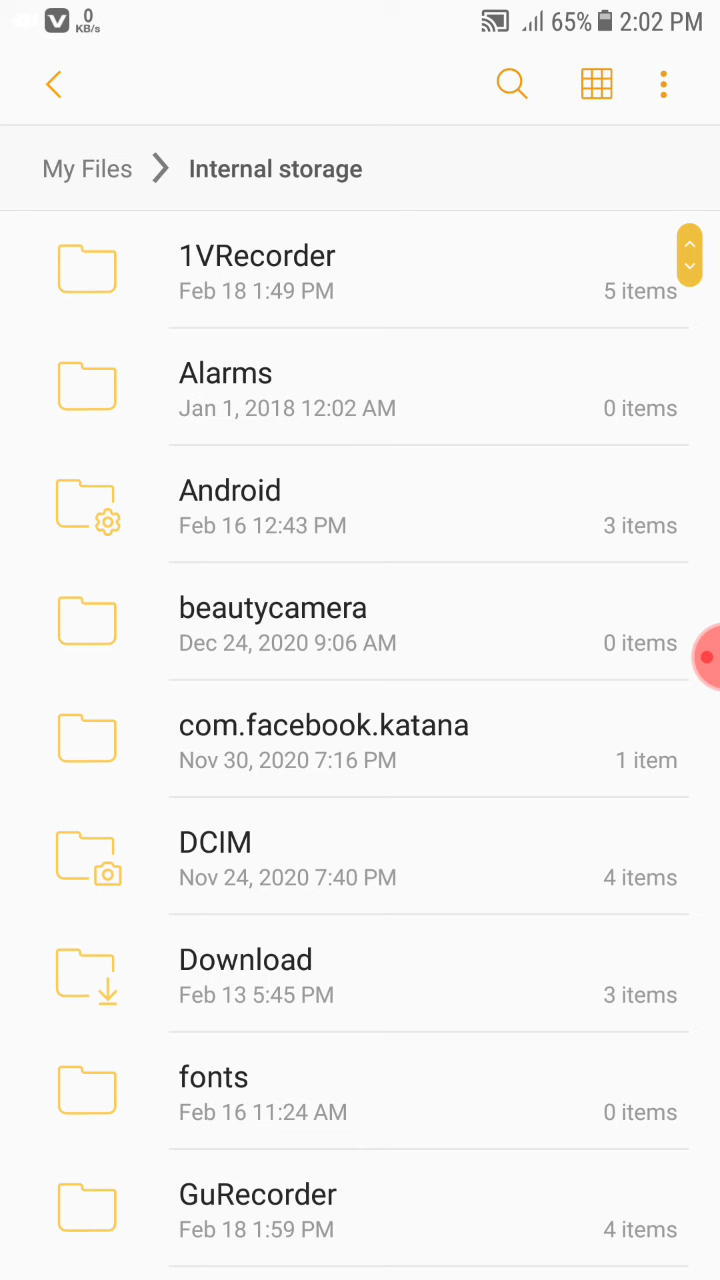 V 0 KB/s 65% 2:02 PM
My Files Internal storage
1VRecorder
Feb 18 1:49 PM 5 items
Alarms
Jan 1, 2018 12:02 AM 0 items
Android
Feb 16 12:43 PM 3 items
beautycamera
Dec 24, 2020 9:06 AM 0 items
com.facebook.katana
Nov 30, 2020 7:16 PM 1 item
DCIM
Nov 24, 2020 7:40 PM 4 items
Download
Feb 13 5:45 PM 3 items
fonts
Feb 16 11:24 AM 0 items
GuRecorder
Feb 18 1:59 PM 4 items